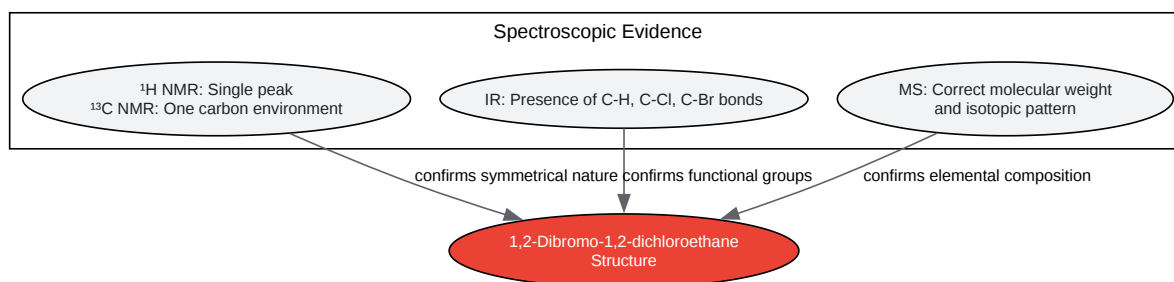 Spectroscopic Evidence
¹H NMR: Single peak
¹³C NMR: One carbon environment
IR: Presence of C-H, C-Cl, C-Br bonds
MS: Correct molecular weight
and isotopic pattern
confirms symmetrical nature
confirms functional groups
confirms elemental composition
1,2-Dibromo-1,2-dichloroethane
Structure